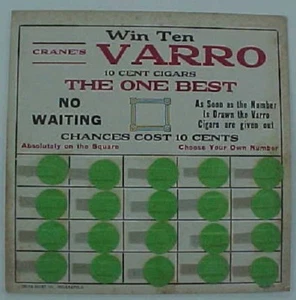 Win Ten
CRANE'S VARRO
10 CENT CIGARS
THE ONE BEST
NO WAITING
As Soon as the Number
Is Drawn the Varro
Cigars are given out
CHANCES COST 10 CENTS
Absolutely on the Square
Choose Your Own Number